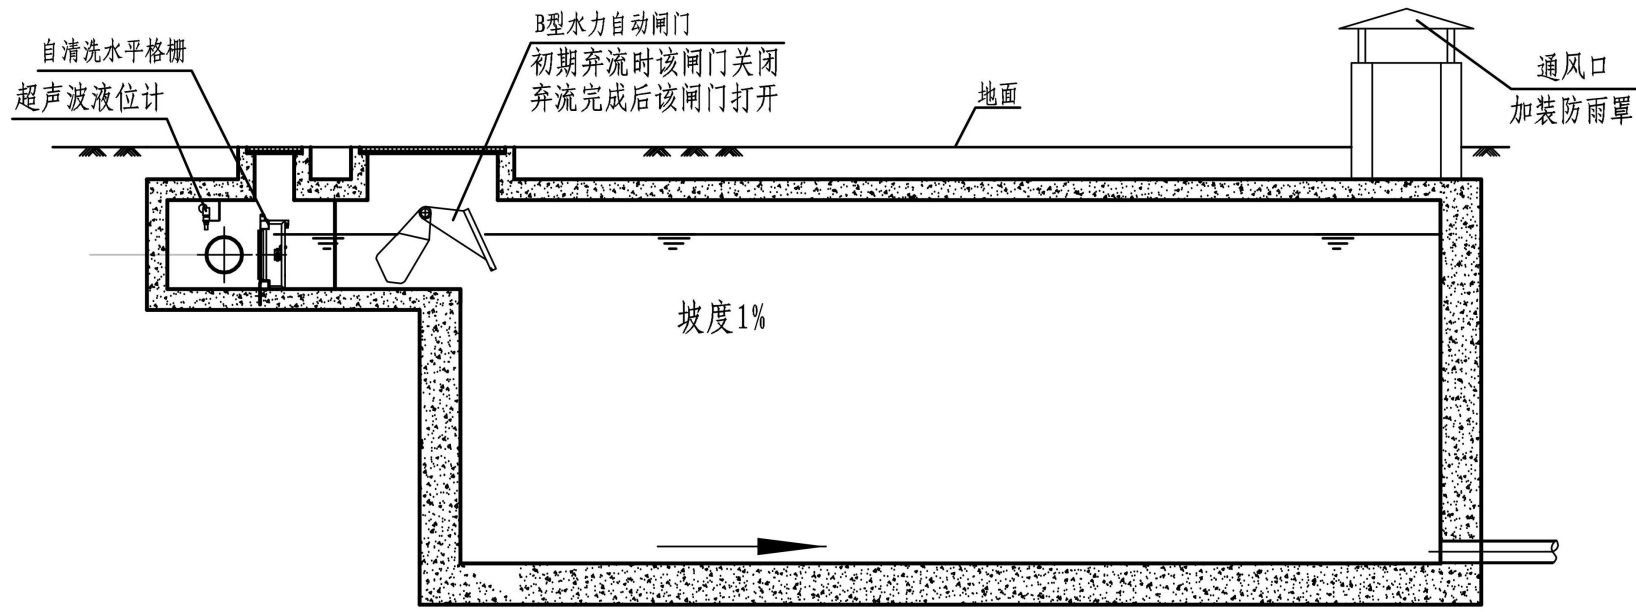 自清洗水平格栅
超声波液位计
B型水力自动闸门
初期弃流时该闸门关闭
弃流完成后该闸门打开
地面
通风口
加装防雨罩
坡度1%